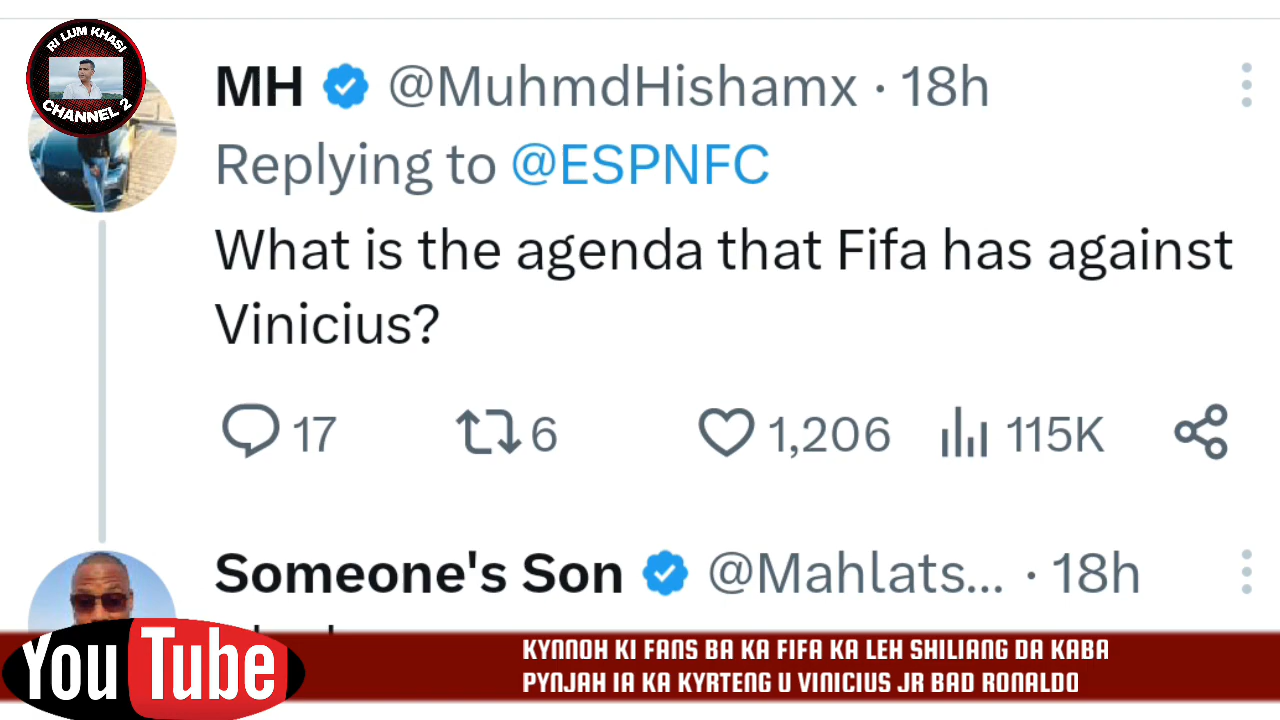 RI LUM KHASI
CHANNEL 2
MH @MuhmdHishamx · 18h
Replying to @ESPNFC
What is the agenda that Fifa has against
Vinicius?
17 6 1,206 115K
Someone's Son @Mahlats... · 18h
YouTube
KYNNOH KI FANS BA KA FIFA KA LEH SHILIANG DA KABA
PYNJAH IA KA KYRTENG U VINICIUS JR BAD RONALDO